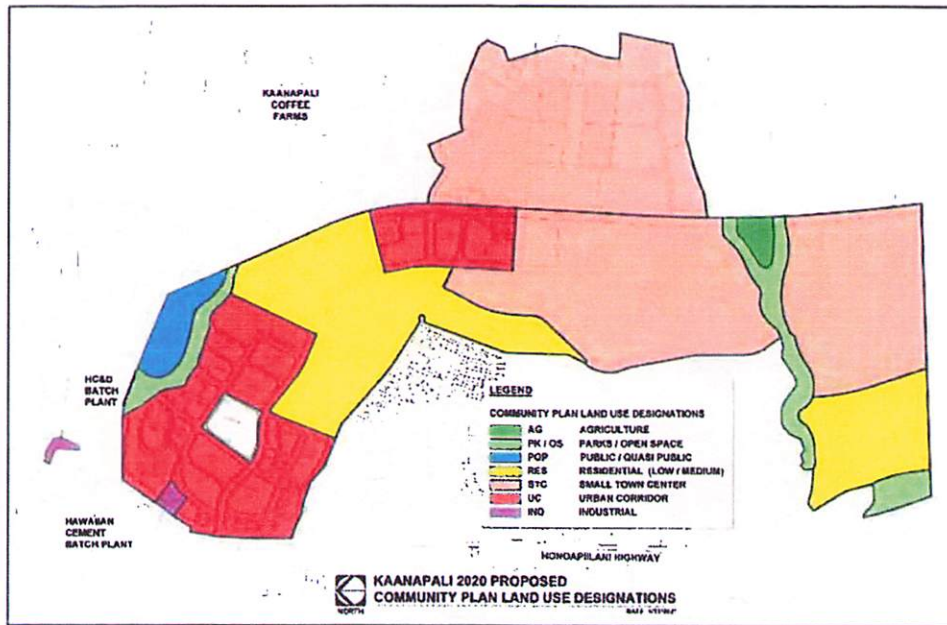 KAANAPALI
COFFEE
FARMS
HC&D
BATCH
PLANT
HAWAIIAN
CEMENT
BATCH PLANT
LEGEND
COMMUNITY PLAN LAND USE DESIGNATIONS
AG AGRICULTURE
PK / OS PARKS / OPEN SPACE
PQP PUBLIC / QUASI PUBLIC
RES RESIDENTIAL (LOW / MEDIUM)
STC SMALL TOWN CENTER
UC URBAN CORRIDOR
IND INDUSTRIAL
HONOAPIILANI HIGHWAY
NORTH
KAANAPALI 2020 PROPOSED
COMMUNITY PLAN LAND USE DESIGNATIONS